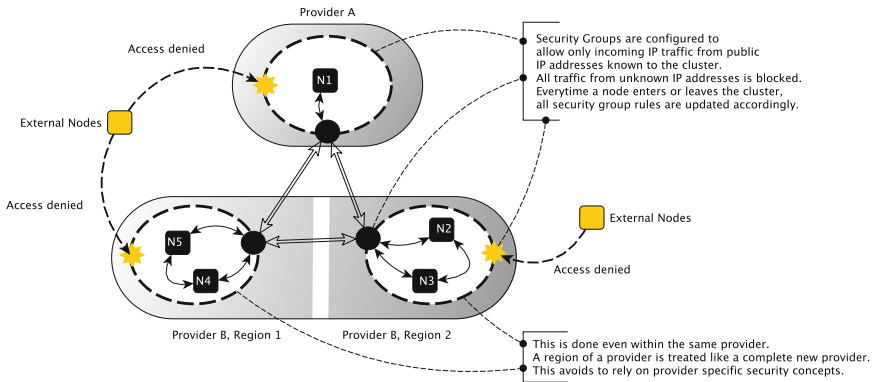 Provider A
Access denied
Security Groups are configured to
allow only incoming IP traffic from public
IP addresses known to the cluster.
All traffic from unknown IP addresses is blocked.
Everytime a node enters or leaves the cluster,
all security group rules are updated accordingly.
N1
External Nodes
Access denied
N5
N4
N2
N3
External Nodes
Access denied
Provider B, Region 1
Provider B, Region 2
This is done even within the same provider.
A region of a provider is treated like a complete new provider.
This avoids to rely on provider specific security concepts.